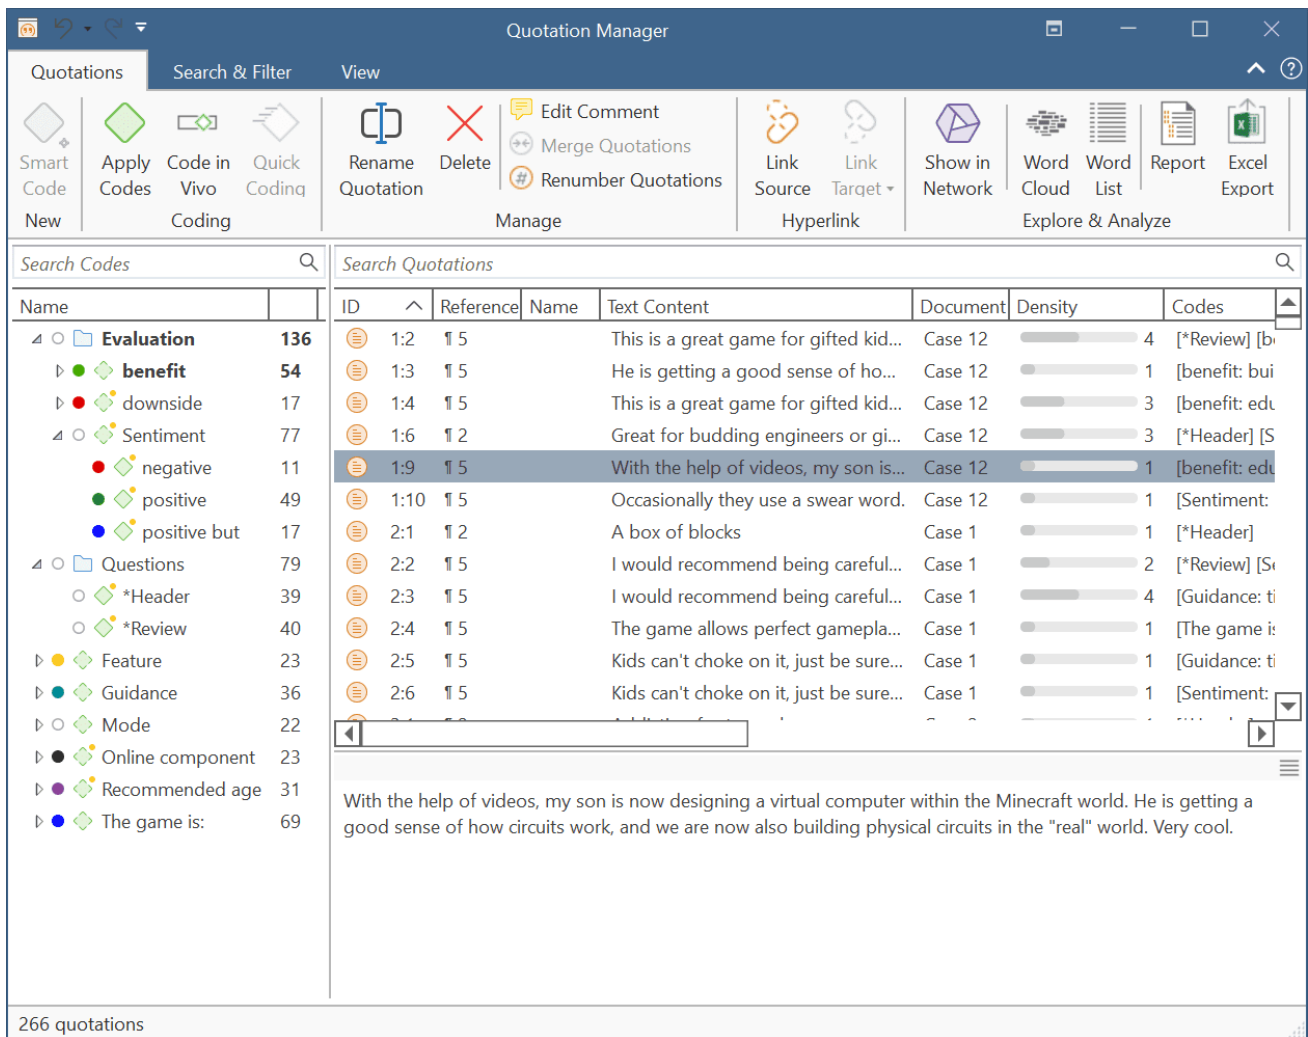 Quotation Manager
Quotations Search & Filter View
Smart Code
Apply Codes
Code in Vivo
Quick Coding
Rename Quotation
Delete
Edit Comment
Merge Quotations
Renumber Quotations
Link Source
Link Target
Show in Network
Word Cloud
Word List
Report
Excel Export
New Coding Manage Hyperlink Explore & Analyze
Search Codes
Name
Evaluation 136
benefit 54
downside 17
Sentiment 77
negative 11
positive 49
positive but 17
Questions 79
*Header 39
*Review 40
Feature 23
Guidance 36
Mode 22
Online component 23
Recommended age 31
The game is: 69
Search Quotations
ID Reference Name Text Content Document Density Codes
1:2 ¶ 5 This is a great game for gifted kid... Case 12 4 [*Review] [b
1:3 ¶ 5 He is getting a good sense of ho... Case 12 1 [benefit: bui
1:4 ¶ 5 This is a great game for gifted kid... Case 12 3 [benefit: edu
1:6 ¶ 2 Great for budding engineers or gi... Case 12 3 [*Header] [S
1:9 ¶ 5 With the help of videos, my son is... Case 12 1 [benefit: edu
1:10 ¶ 5 Occasionally they use a swear word. Case 12 1 [Sentiment:
2:1 ¶ 2 A box of blocks Case 1 1 [*Header]
2:2 ¶ 5 I would recommend being careful... Case 1 2 [*Review] [Se
2:3 ¶ 5 I would recommend being careful... Case 1 4 [Guidance: ti
2:4 ¶ 5 The game allows perfect gamepla... Case 1 1 [The game is
2:5 ¶ 5 Kids can't choke on it, just be sure... Case 1 1 [Guidance: ti
2:6 ¶ 5 Kids can't choke on it, just be sure... Case 1 1 [Sentiment:
With the help of videos, my son is now designing a virtual computer within the Minecraft world. He is getting a
good sense of how circuits work, and we are now also building physical circuits in the "real" world. Very cool.
266 quotations